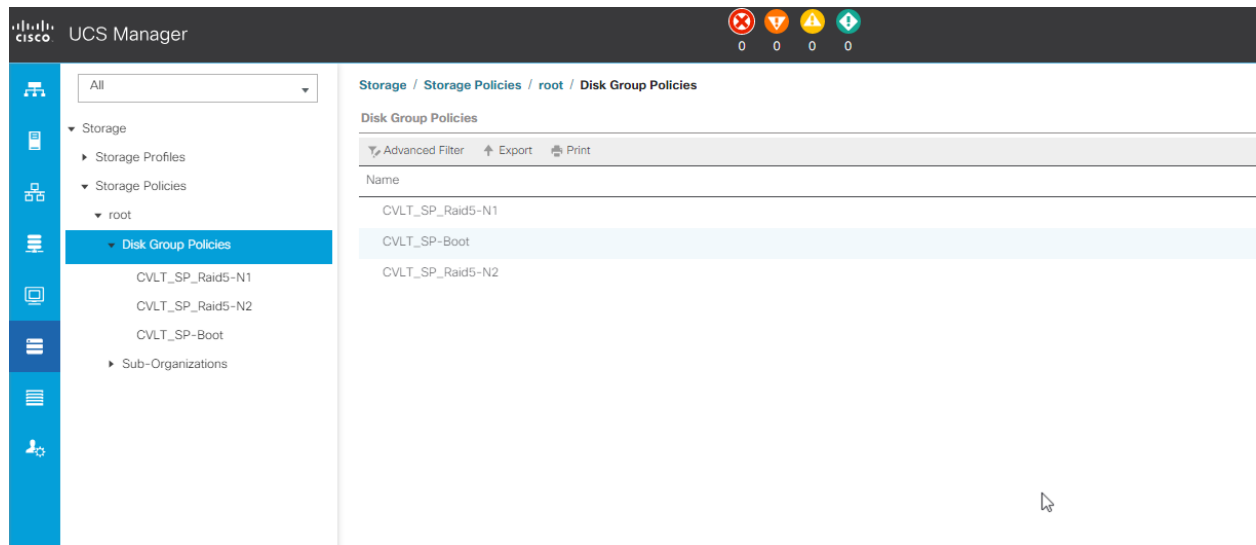 CISCO
UCS Manager
0 0 0 0
All
Storage
Storage Profiles
Storage Policies
root
Disk Group Policies
CVLT_SP_Raid5-N1
CVLT_SP_Raid5-N2
CVLT_SP-Boot
Sub-Organizations
Storage / Storage Policies / root / Disk Group Policies
Disk Group Policies
Advanced Filter Export Print
Name
CVLT_SP_Raid5-N1
CVLT_SP-Boot
CVLT_SP_Raid5-N2